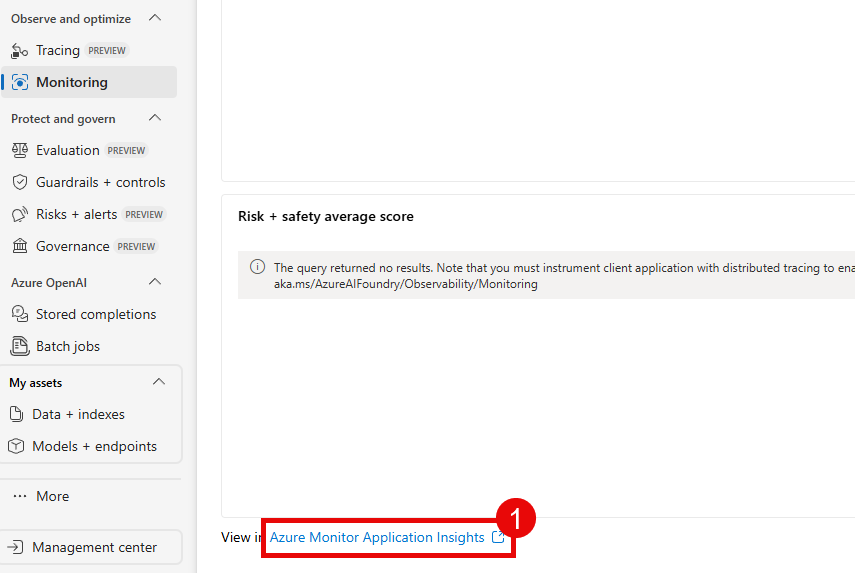 Observe and optimize
Tracing PREVIEW
Monitoring
Protect and govern
Evaluation PREVIEW
Guardrails + controls
Risks + alerts PREVIEW
Governance PREVIEW
Azure OpenAI
Stored completions
Batch jobs
My assets
Data + indexes
Models + endpoints
More
Management center
Risk + safety average score
The query returned no results. Note that you must instrument client application with distributed tracing to ena
aka.ms/AzureAIFoundry/Observability/Monitoring
1
View in Azure Monitor Application Insights